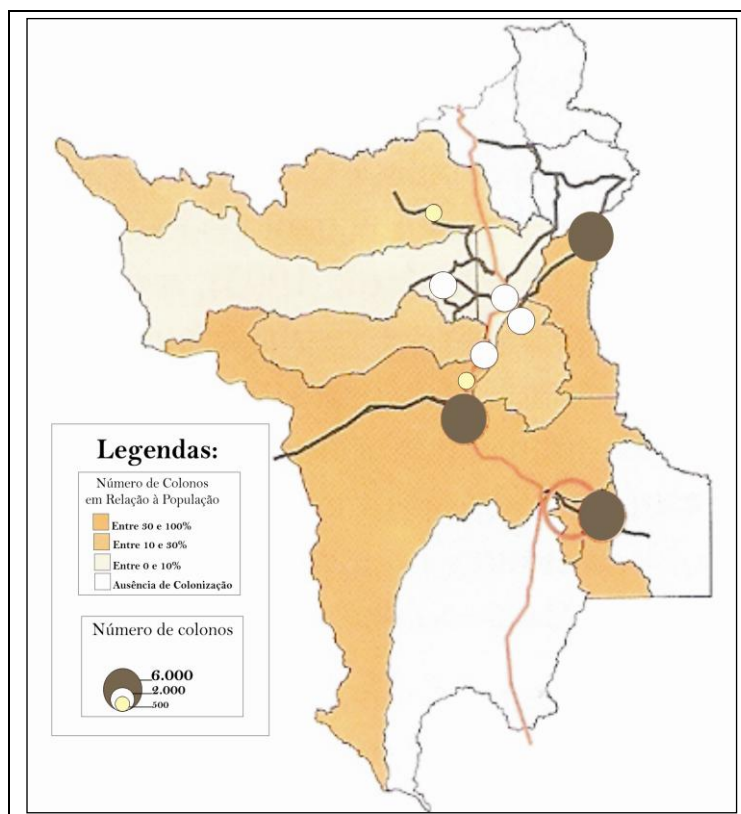 Legendas:
Número de Colonos
em Relação à População
Entre 30 e 100%
Entre 10 e 30%
Entre 0 e 10%
Ausência de Colonização
Número de colonos
6.000
2.000
500